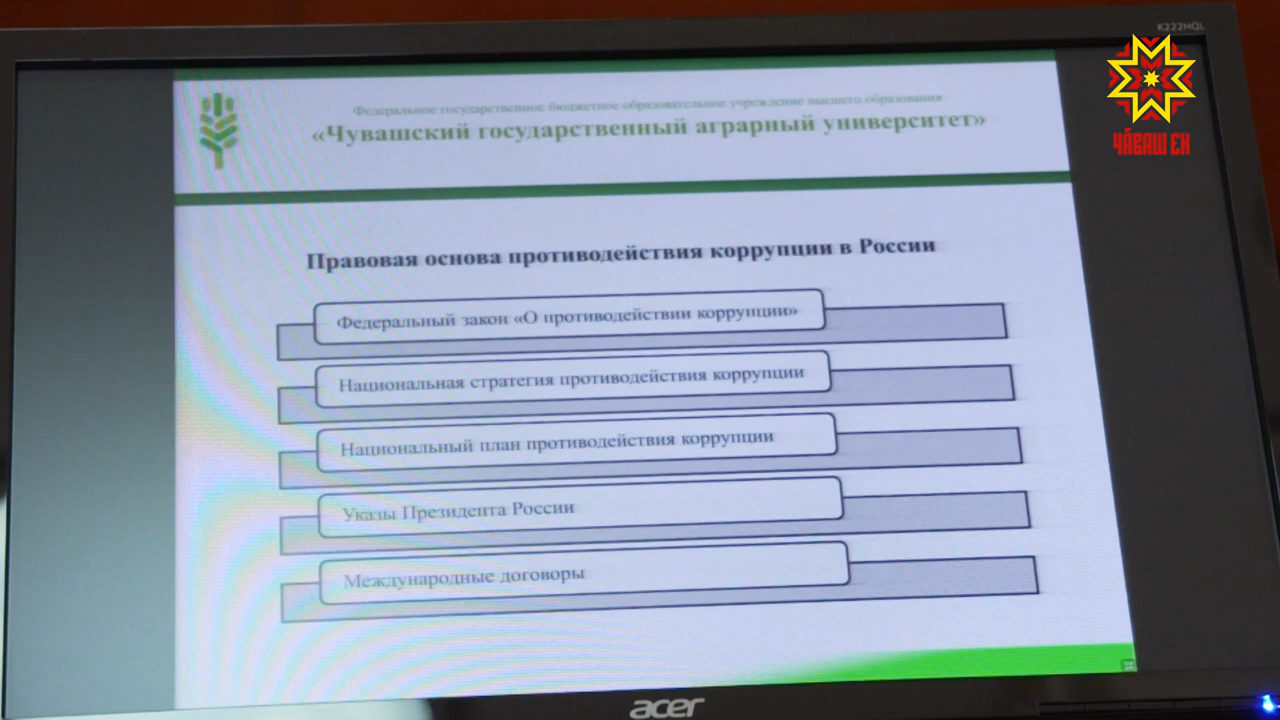 K222HQL
ЧӐВАШ ЕН
Федеральное государственное бюджетное образовательное учреждение высшего образования
«Чувашский государственный аграрный университет»
Правовая основа противодействия коррупции в России
Федеральный закон «О противодействии коррупции»
Национальная стратегия противодействия коррупции
Национальный план противодействия коррупции
Указы Президента России
Международные договоры
acer